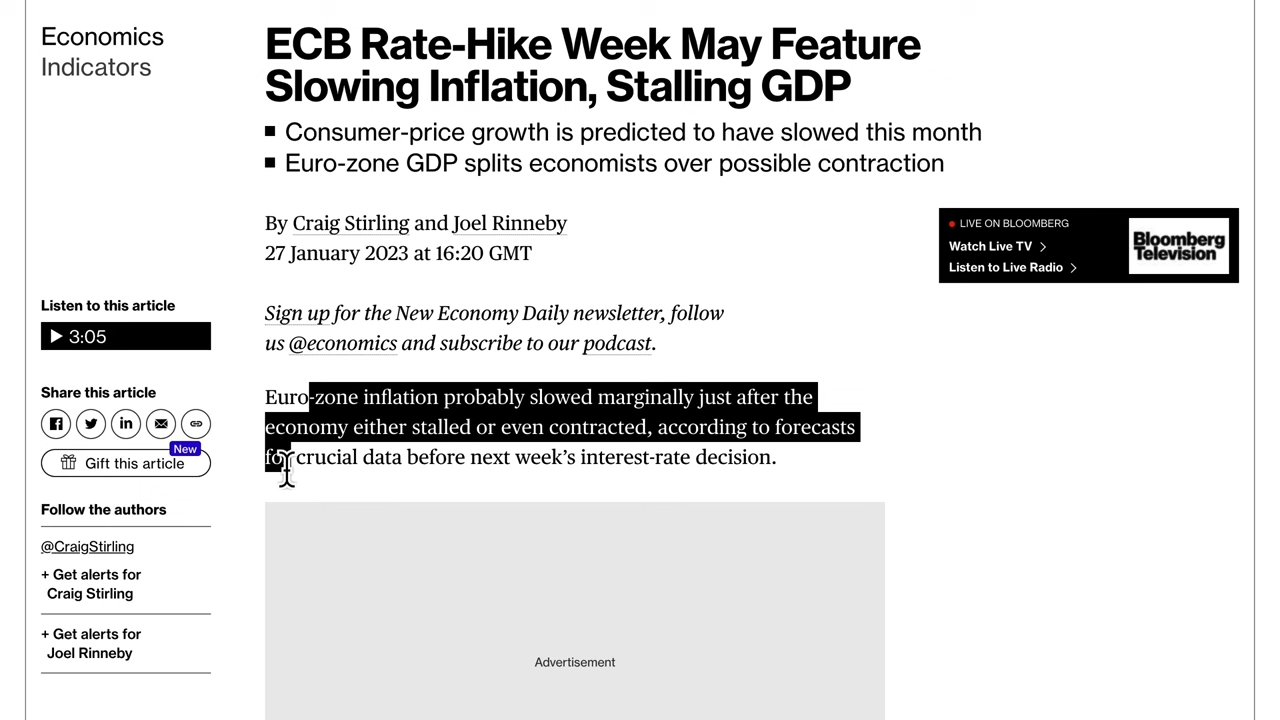 Economics
Indicators
ECB Rate-Hike Week May Feature
Slowing Inflation, Stalling GDP
Consumer-price growth is predicted to have slowed this month
Euro-zone GDP splits economists over possible contraction
By Craig Stirling and Joel Rinneby
27 January 2023 at 16:20 GMT
LIVE ON BLOOMBERG
Watch Live TV
Listen to Live Radio
Bloomberg
Television
Listen to this article
3:05
Sign up for the New Economy Daily newsletter, follow
us @economics and subscribe to our podcast.
Share this article
New
Gift this article
Euro-zone inflation probably slowed marginally just after the
economy either stalled or even contracted, according to forecasts
for crucial data before next week’s interest-rate decision.
Follow the authors
@CraigStirling
+ Get alerts for
Craig Stirling
+ Get alerts for
Joel Rinneby
Advertisement